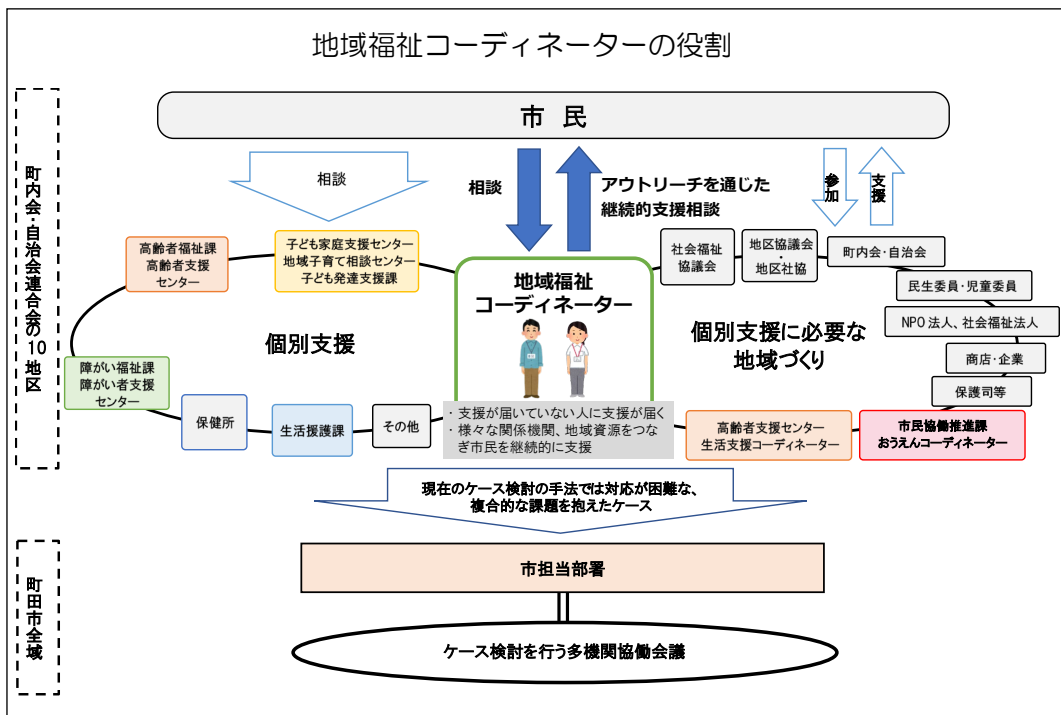 地域福祉コーディネーターの役割
町内会・自治会連合会の10地区
市 民
相談
相談
アウトリーチを通じた
継続的支援相談
参加
支援
高齢者福祉課
高齢者支援
センター
子ども家庭支援センター
地域子育て相談センター
子ども発達支援課
障がい福祉課
障がい者支援
センター
保健所
生活援護課
その他
個別支援
地域福祉
コーディネーター
・支援が届いていない人に支援が届く
・様々な関係機関、地域資源をつな
ぎ市民を継続的に支援
個別支援に必要な
地域づくり
社会福祉
協議会
地区協議会
・
地区社協
町内会・自治会
民生委員・児童委員
NPO法人、社会福祉法人
商店・企業
保護司等
高齢者支援センター
生活支援コーディネーター
市民協働推進課
おうえんコーディネーター
現在のケース検討の手法では対応が困難な、
複合的な課題を抱えたケース
町田市全域
市担当部署
ケース検討を行う多機関協働会議